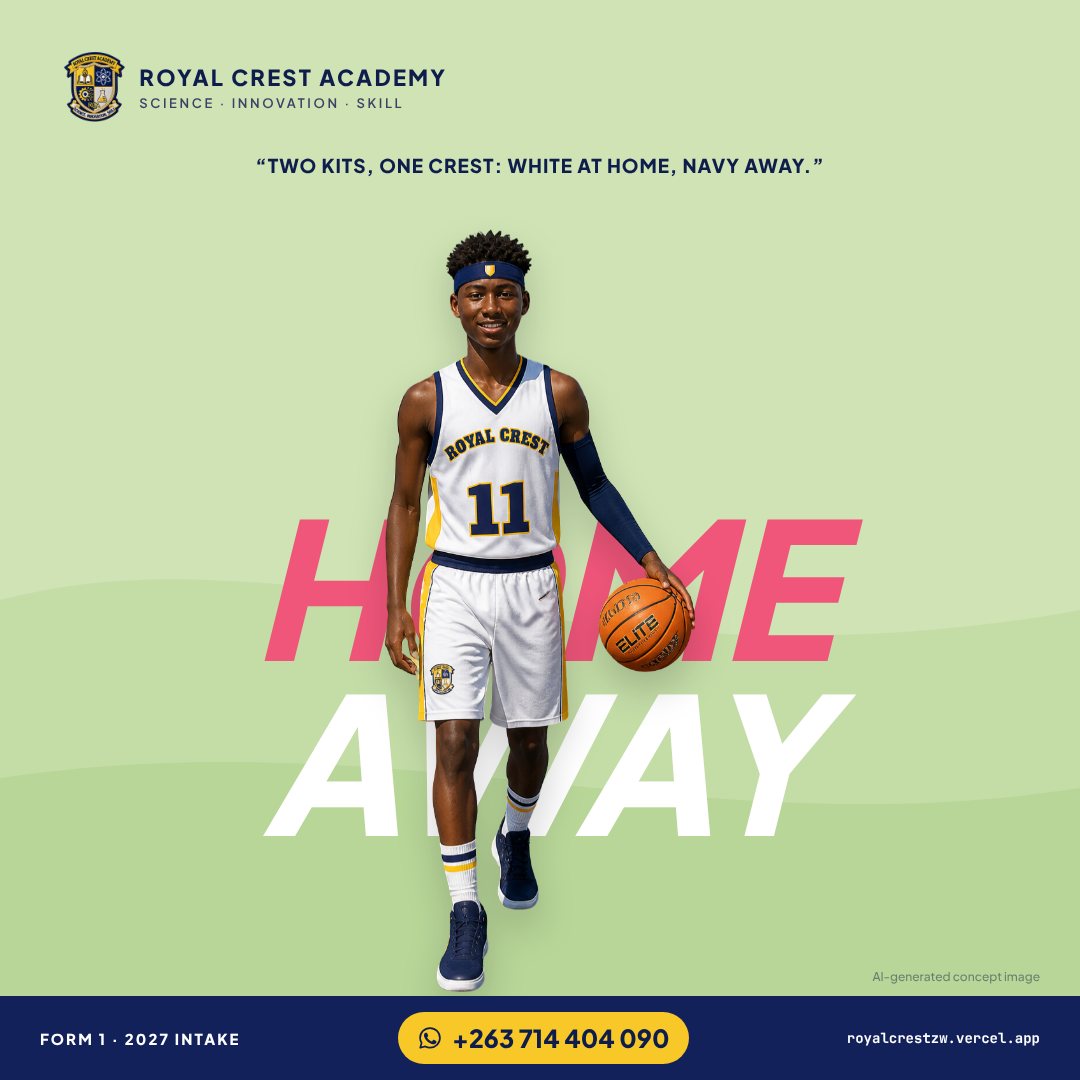 ROYAL CREST ACADEMY
SCIENCE · INNOVATION · SKILL
“TWO KITS, ONE CREST: WHITE AT HOME, NAVY AWAY.”
ROYAL CREST
11
HOME
ELITE
AWAY
AI-generated concept image
FORM 1 · 2027 INTAKE
+263 714 404 090
royalcrestzw.vercel.app